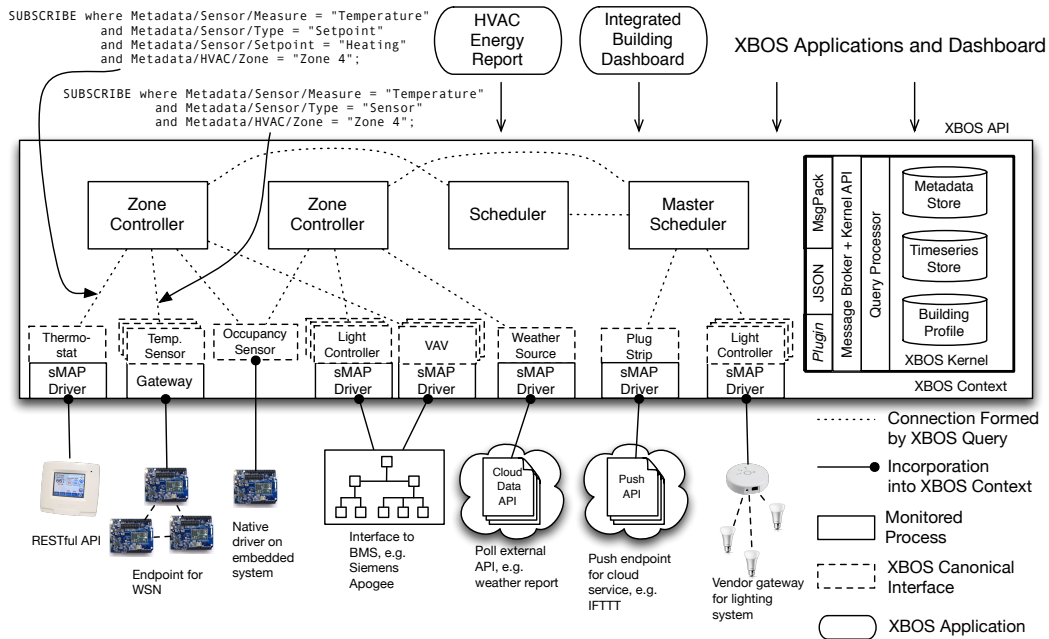 SUBSCRIBE where Metadata/Sensor/Measure = "Temperature"
and Metadata/Sensor/Type = "Setpoint"
and Metadata/Sensor/Setpoint = "Heating"
and Metadata/HVAC/Zone = "Zone 4";
SUBSCRIBE where Metadata/Sensor/Measure = "Temperature"
and Metadata/Sensor/Type = "Sensor"
and Metadata/HVAC/Zone = "Zone 4";
HVAC
Energy
Report
Integrated
Building
Dashboard
XBOS Applications and Dashboard
XBOS API
Zone
Controller
Zone
Controller
Scheduler
Master
Scheduler
MsgPack
JSON
Plugin
Message Broker + Kernel API
Query Processor
Metadata
Store
Timeseries
Store
Building
Profile
XBOS Kernel
XBOS Context
Thermo-
stat
sMAP
Driver
Temp.
Sensor
Gateway
Occupancy
Sensor
Light
Controller
sMAP
Driver
VAV
sMAP
Driver
Weather
Source
sMAP
Driver
Plug
Strip
sMAP
Driver
Light
Controller
sMAP
Driver
RESTful API
Endpoint for
WSN
Native
driver on
embedded
system
Interface to
BMS, e.g.
Siemens
Apogee
Cloud
Data
API
Poll external
API, e.g.
weather report
Push
API
Push endpoint
for cloud
service, e.g.
IFTTT
Vendor gateway
for lighting
system
Connection Formed
by XBOS Query
Incorporation
into XBOS Context
Monitored
Process
XBOS Canonical
Interface
XBOS Application